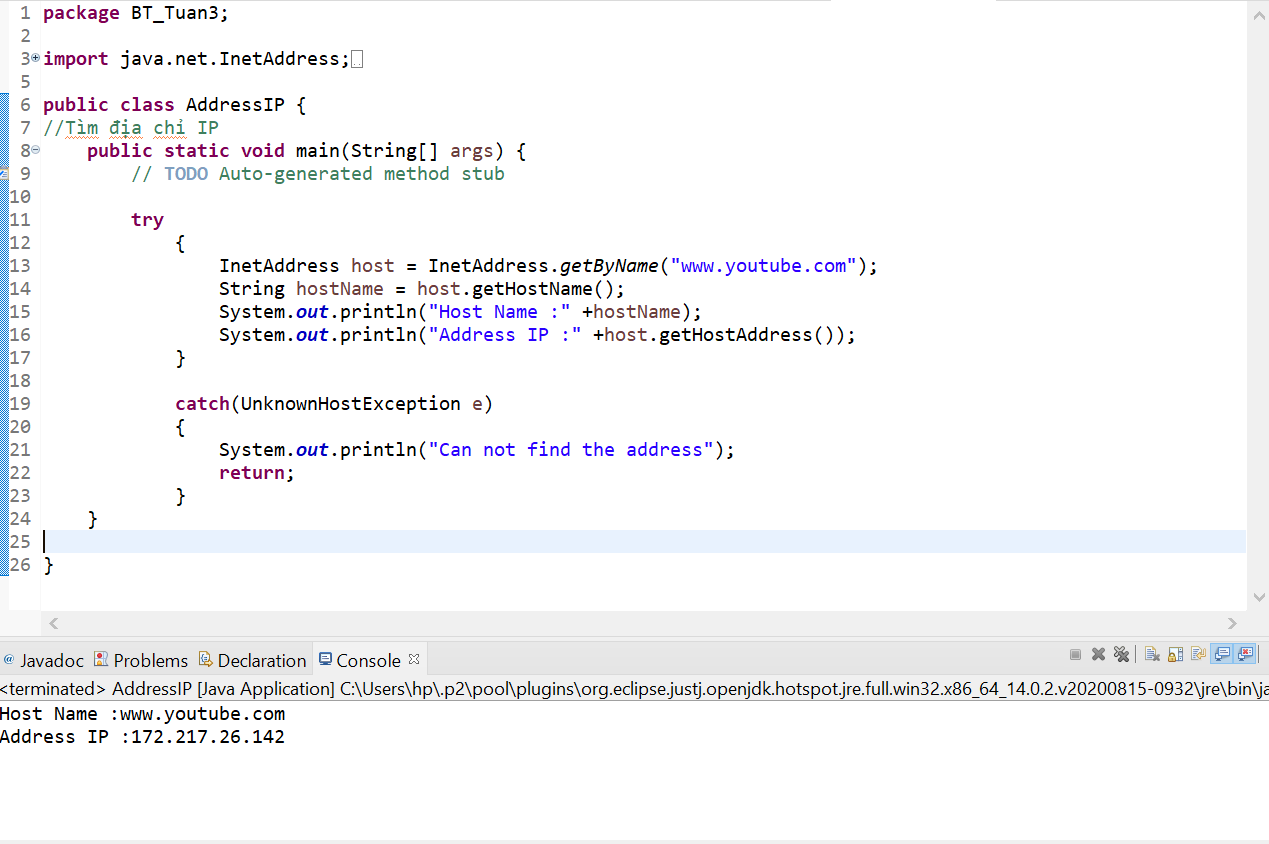 1 package BT_Tuan3;
2
3 import java.net.InetAddress;
5
6 public class AddressIP {
7 //Tìm địa chỉ IP
8     public static void main(String[] args) {
9         // TODO Auto-generated method stub
10
11         try
12             {
13                 InetAddress host = InetAddress.getByName("www.youtube.com");
14                 String hostName = host.getHostName();
15                 System.out.println("Host Name :" +hostName);
16                 System.out.println("Address IP :" +host.getHostAddress());
17             }
18
19             catch(UnknownHostException e)
20             {
21                 System.out.println("Can not find the address");
22                 return;
23             }
24     }
25
26 }
@ Javadoc Problems Declaration Console
<terminated> AddressIP [Java Application] C:\Users\hp\.p2\pool\plugins\org.eclipse.justj.openjdk.hotspot.jre.full.win32.x86_64_14.0.2.v20200815-0932\jre\bin\ja
Host Name :www.youtube.com
Address IP :172.217.26.142